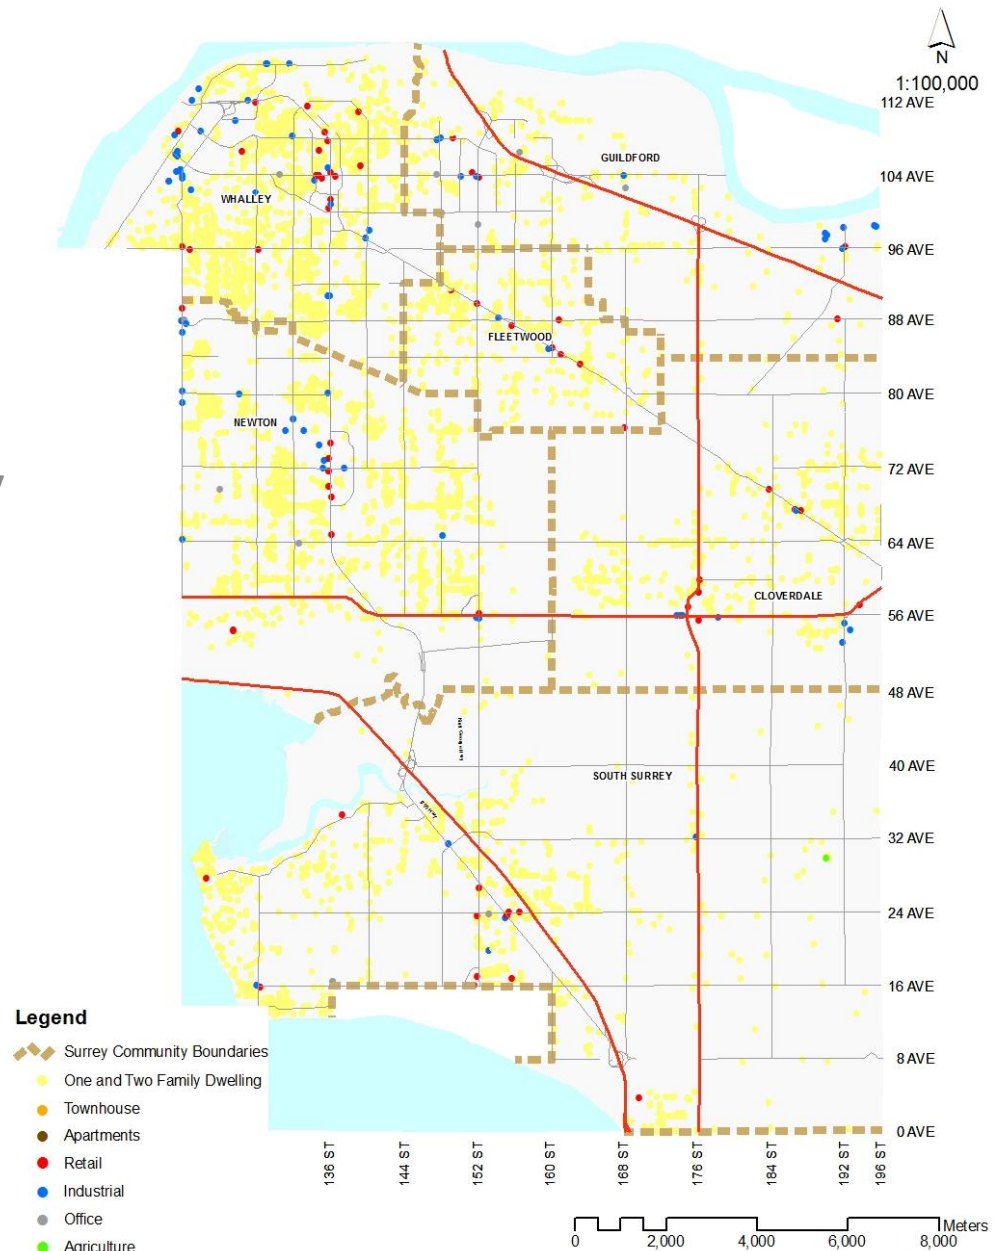 N
1:100,000
112 AVE
GUILDFORD
104 AVE
WHALLEY
96 AVE
88 AVE
FLEETWOOD
80 AVE
NEWTON
72 AVE
64 AVE
CLOVERDALE
56 AVE
48 AVE
40 AVE
SOUTH SURREY
32 AVE
24 AVE
16 AVE
8 AVE
0 AVE
Legend
Surrey Community Boundaries
One and Two Family Dwelling
Townhouse
Apartments
Retail
Industrial
Office
Agriculture
136 ST
144 ST
152 ST
160 ST
168 ST
176 ST
184 ST
192 ST
196 ST
Meters
0 2,000 4,000 6,000 8,000